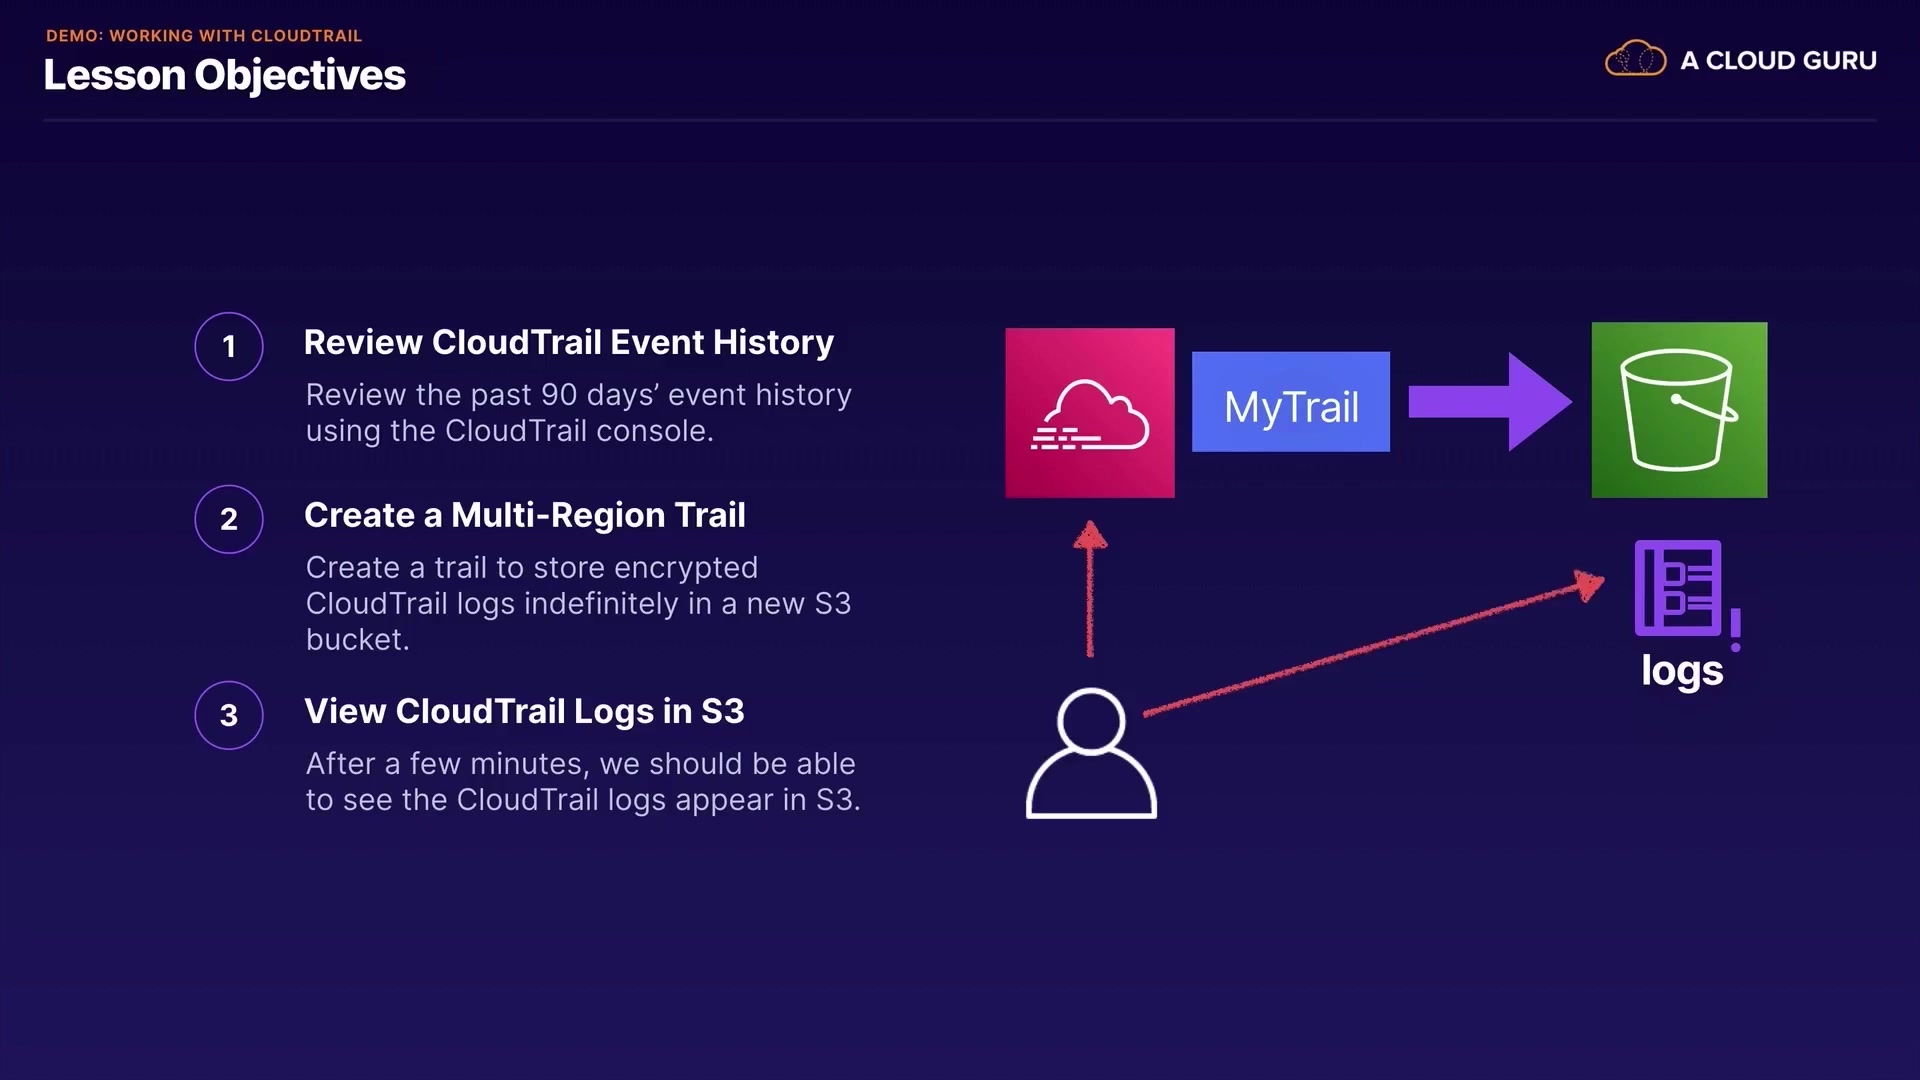 DEMO: WORKING WITH CLOUDTRAIL
Lesson Objectives
A CLOUD GURU
1
Review CloudTrail Event History
Review the past 90 days’ event history
using the CloudTrail console.
2
Create a Multi-Region Trail
Create a trail to store encrypted
CloudTrail logs indefinitely in a new S3
bucket.
3
View CloudTrail Logs in S3
After a few minutes, we should be able
to see the CloudTrail logs appear in S3.
MyTrail
logs